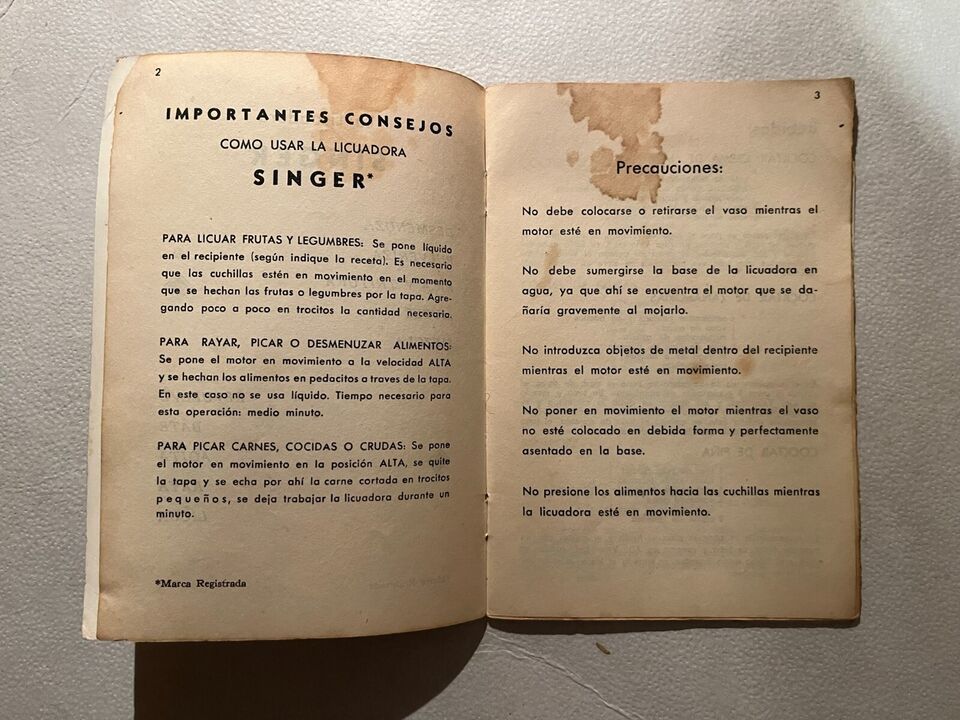 2
IMPORTANTES CONSEJOS
COMO USAR LA LICUADORA
SINGER*
PARA LICUAR FRUTAS Y LEGUMBRES: Se pone líquido
en el recipiente (según indique la receta). Es necesario
que las cuchillas estén en movimiento en el momento
que se hechan las frutas o legumbres por la tapa. Agre-
gando poco a poco en trocitos la cantidad necesaria.
PARA RAYAR, PICAR O DESMENUZAR ALIMENTOS:
Se pone el motor en movimiento a la velocidad ALTA
y se hechan los alimentos en pedacitos a traves de la tapa.
En este caso no se usa líquido. Tiempo necesario para
esta operación: medio minuto.
PARA PICAR CARNES, COCIDAS O CRUDAS: Se pone
el motor en movimiento en la posición ALTA, se quite
la tapa y se echa por ahí la carne cortada en trocitos
pequeños, se deja trabajar la licuadora durante un
minuto.
*Marca Registrada
3
Precauciones:
No debe colocarse o retirarse el vaso mientras el
motor esté en movimiento.
No debe sumergirse la base de la licuadora en
agua, ya que ahí se encuentra el motor que se da-
ñaría gravemente al mojarlo.
No introduzca objetos de metal dentro del recipiente
mientras el motor esté en movimiento.
No poner en movimiento el motor mientras el vaso
no esté colocado en debida forma y perfectamente
asentado en la base.
No presione los alimentos hacia las cuchillas mientras
la licuadora esté en movimiento.